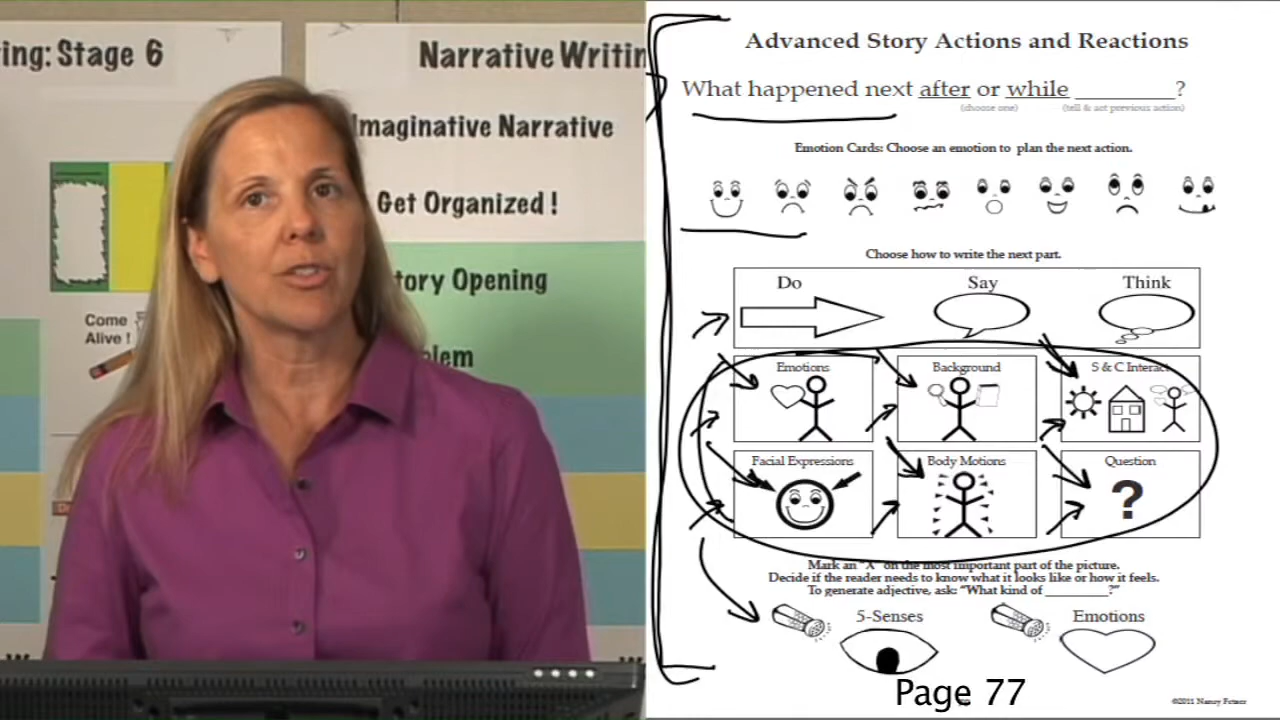 ing: Stage 6
Narrative Writin
Imaginative Narrative
Get Organized !
Story Opening
Come
Alive !
Advanced Story Actions and Reactions
What happened next after or while __________?
(choose one) (tell & act previous action)
Emotion Cards: Choose an emotion to plan the next action.
Choose how to write the next part.
Do Say Think
Emotions Background S & C Interact
Facial Expressions Body Motions Question
?
Mark an "X" on the most important part of the picture.
Decide if the reader needs to know what it looks like or how it feels.
To generate adjective, ask: "What kind of __________?"
5-Senses Emotions
Page 77
©2011 Nancy Fetzer